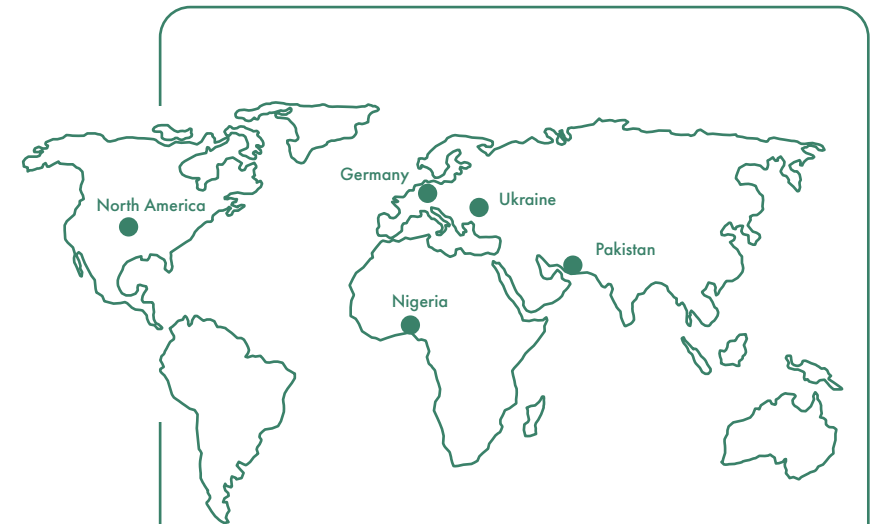 Germany
North America
Ukraine
Pakistan
Nigeria